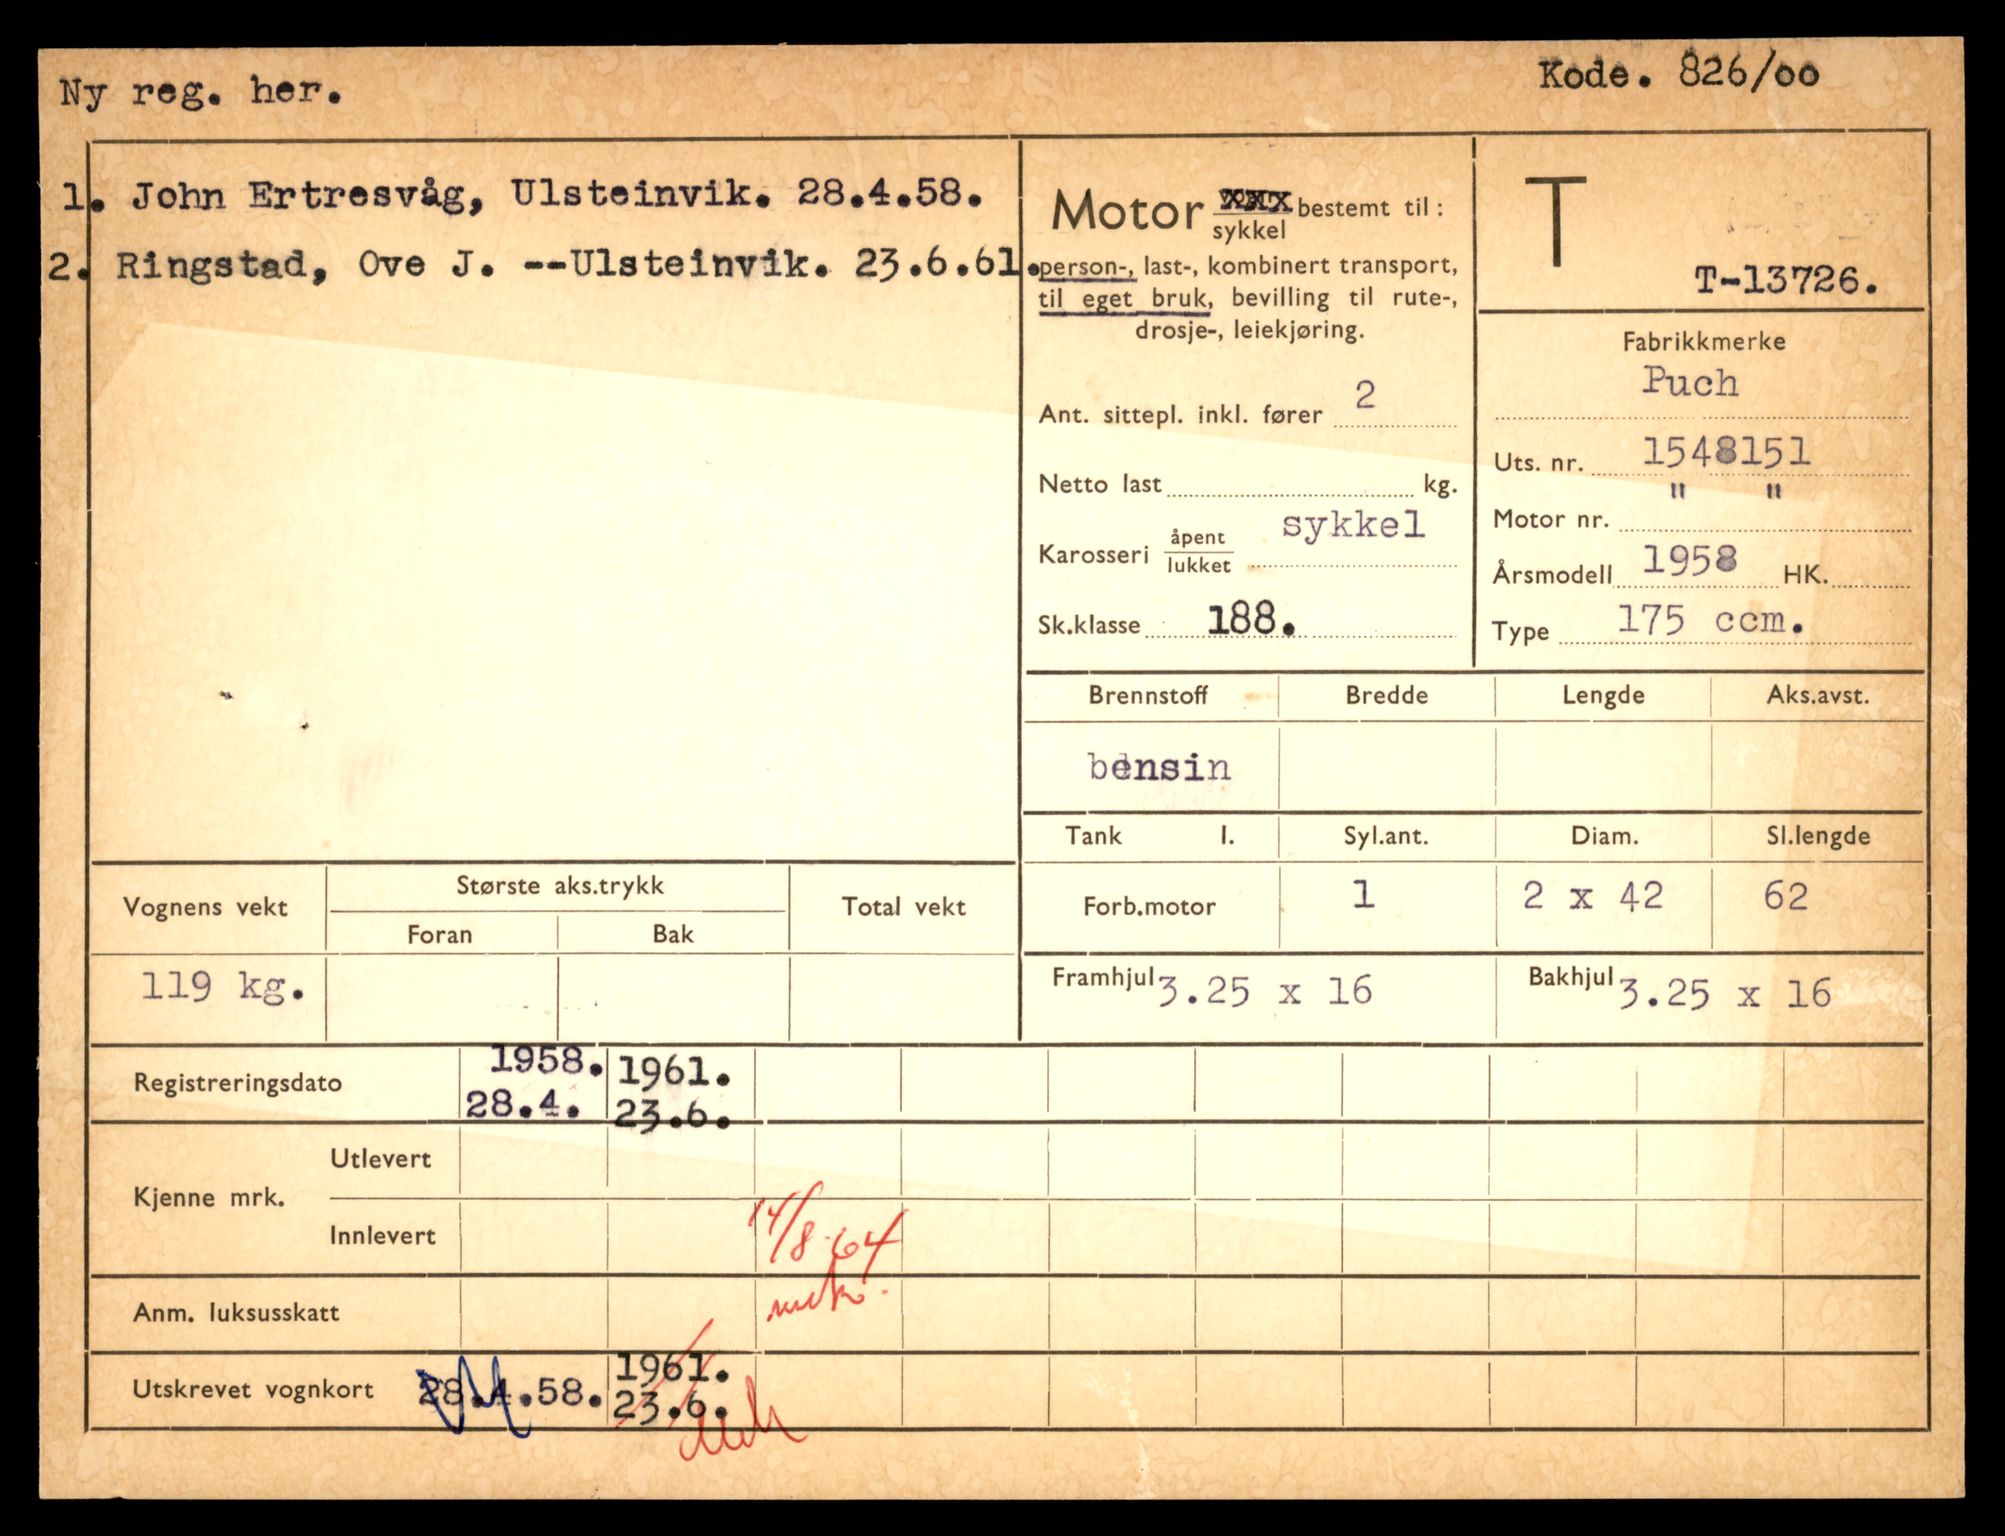 Ny reg. her.
Kode. 826/00
1. John Ertresvåg, Ulsteinvik. 28.4.58.
2. Ringstad, Ove J. --Ulsteinvik. 23.6.61.
Motor sykkel bestemt til:
person-, last-, kombinert transport,
til eget bruk, bevilling til rute-,
drosje-, leiekjøring.
Ant. sittepl. inkl. fører 2
Netto last kg.
Karosseri åpent lukket sykkel
Sk.klasse 188.
T
T-13726.
Fabrikkmerke
Puch
Uts. nr. 1548151
Motor nr. " "
Årsmodell 1958 HK.
Type 175 ccm.
Brennstoff Bredde Lengde Aks.avst.
bensin
Tank l. Syl.ant. Diam. Sl.lengde
Forb.motor 1 2 x 42 62
Framhjul 3.25 x 16 Bakhjul 3.25 x 16
Vognens vekt Største aks.trykk Total vekt
Foran Bak
119 kg.
Registreringsdato 1958. 28.4. 1961. 23.6.
Kjenne mrk. Utlevert
Innlevert 14/8-64
Anm. luksusskatt
Utskrevet vognkort 28.4.58. 1961. 23.6.